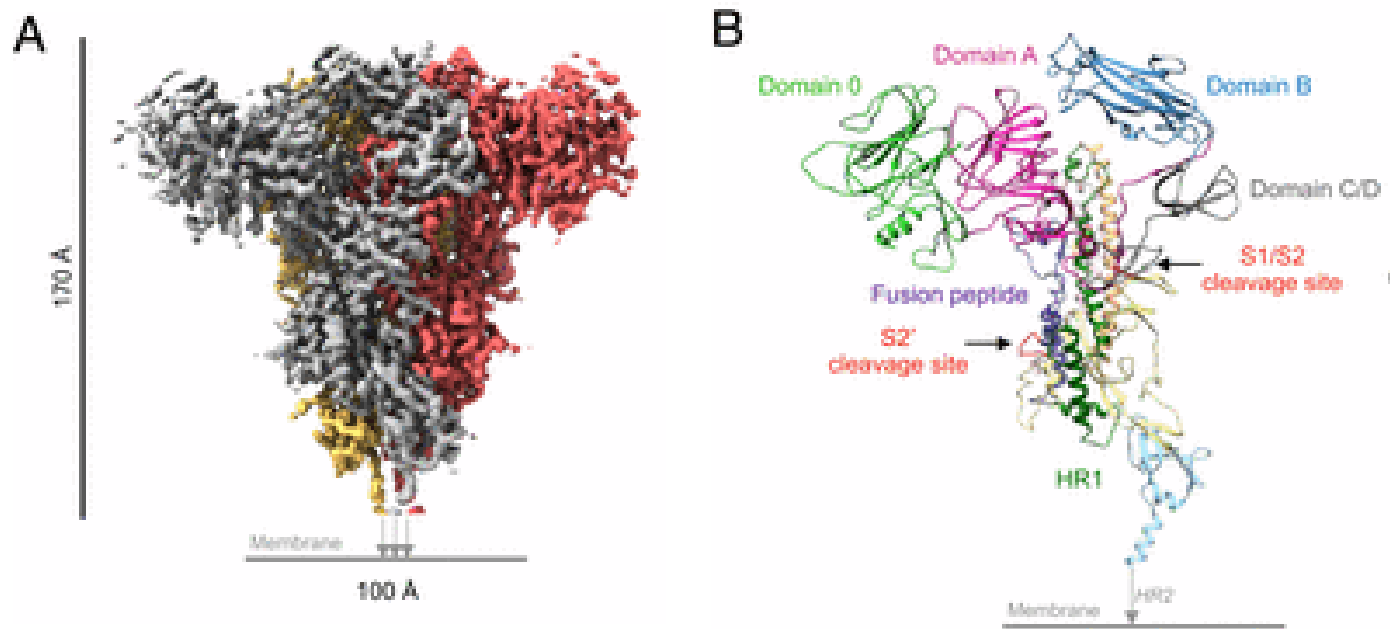 A
170 Å
Membrane
100 Å
B
Domain A
Domain 0
Domain B
Domain C/D
S1/S2
cleavage site
Fusion peptide
S2'
cleavage site
HR1
HR2
Membrane